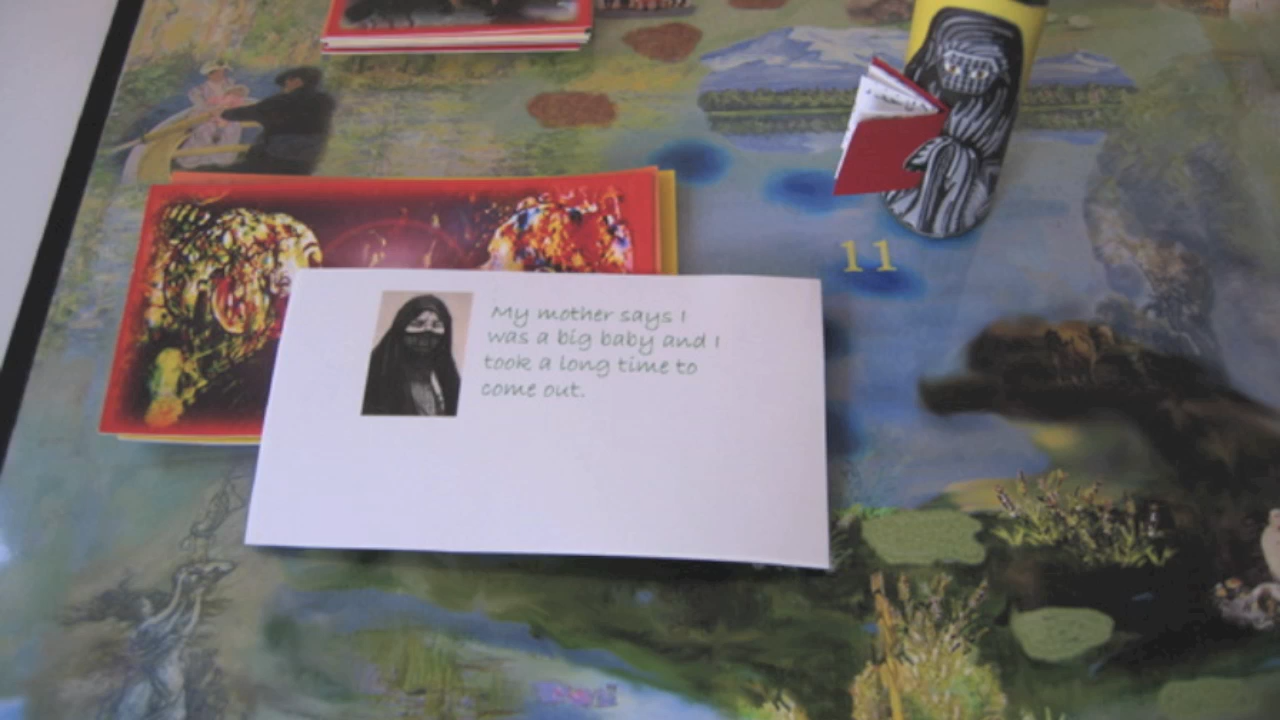 11
My mother says I
was a big baby and I
took a long time to
come out.